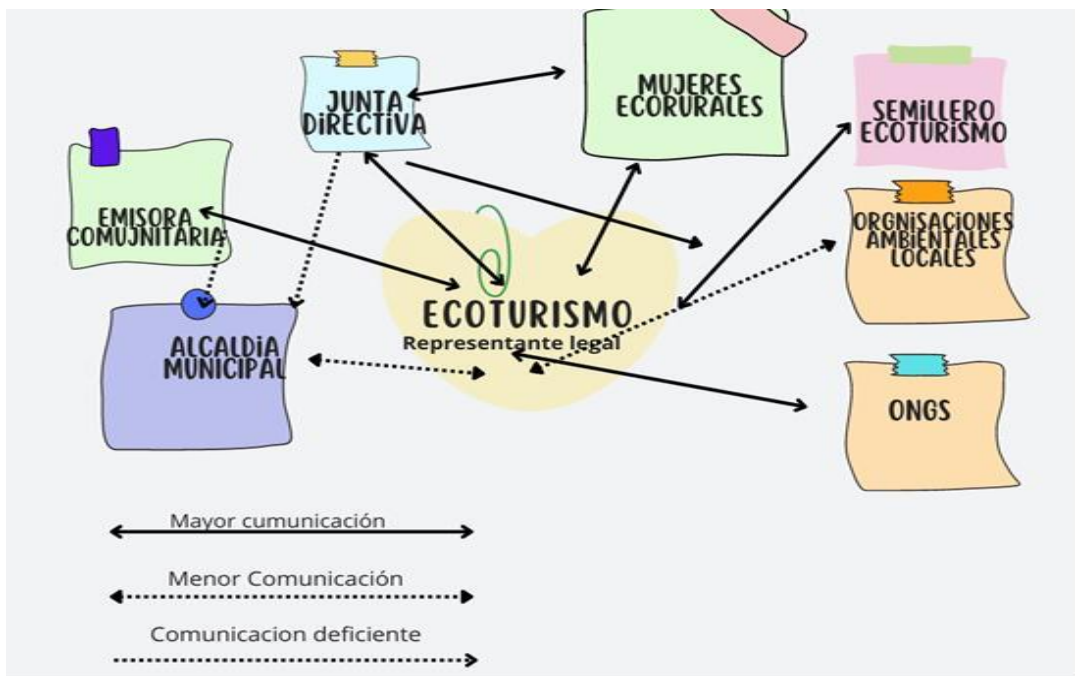 JUNTA
DIRECTIVA
MUJERES
ECORURALES
SEMILLERO
ECOTURISMO
EMISORA
COMUJNITARIA
ORGNISACIONES
AMBIENTALES
LOCALES
ECOTURISMO
Representante legal
ALCALDIA
MUNICIPAL
ONGS
Mayor cumunicación
Menor Comunicación
Comunicacion deficiente